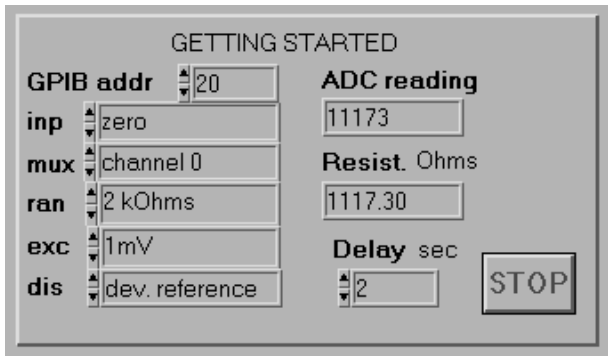 GETTING STARTED
GPIB addr 20
inp zero
mux channel 0
ran 2 kOhms
exc 1mV
dis dev. reference
ADC reading
11173
Resist. Ohms
1117.30
Delay sec
2
STOP